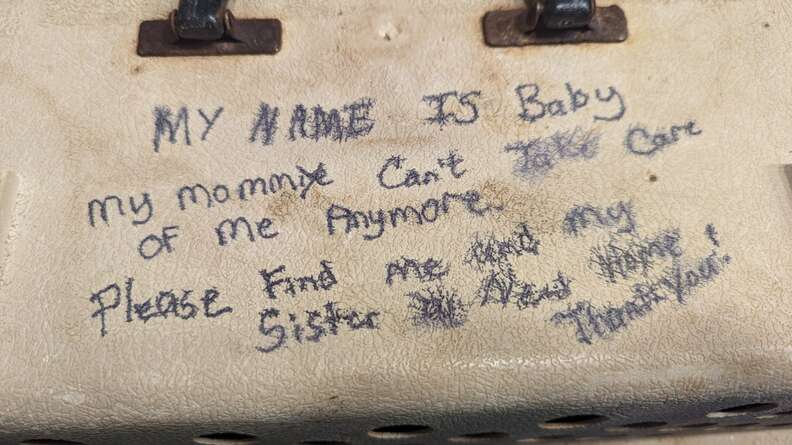 MY NAME IS Baby
my mommye Can't Take Care
of me Anymore.
Please Find me and my
Sister New Home!
Thank You!